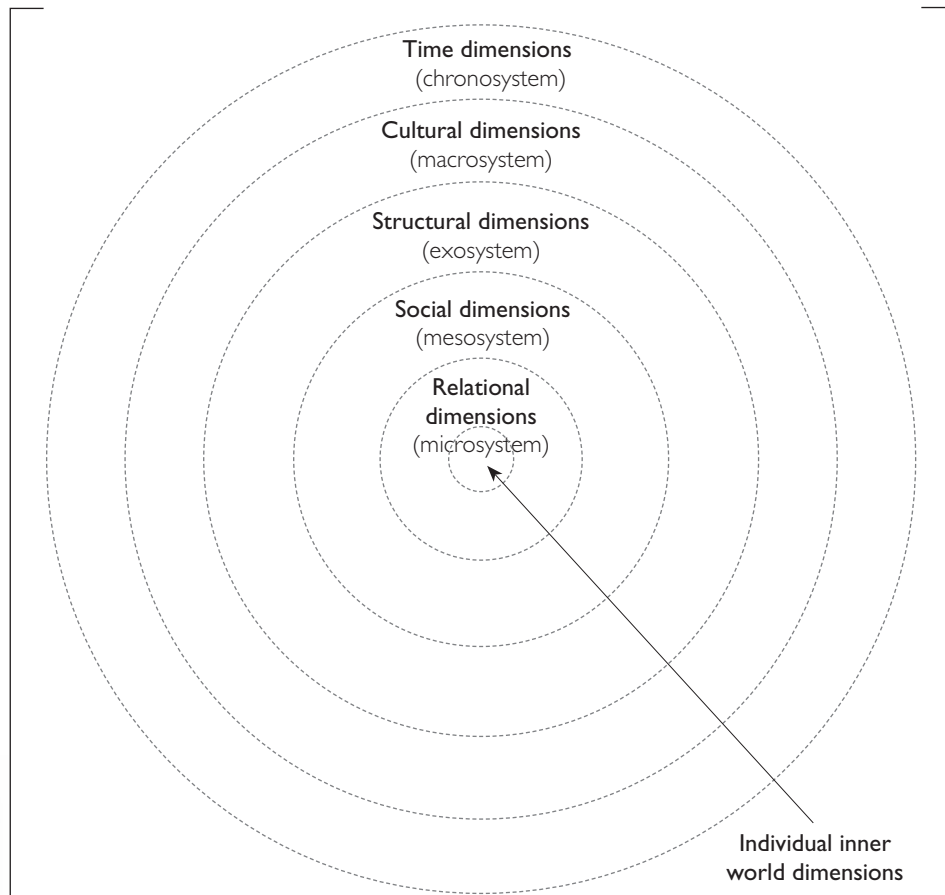 Time dimensions
(chronosystem)
Cultural dimensions
(macrosystem)
Structural dimensions
(exosystem)
Social dimensions
(mesosystem)
Relational
dimensions
(microsystem)
Individual inner
world dimensions